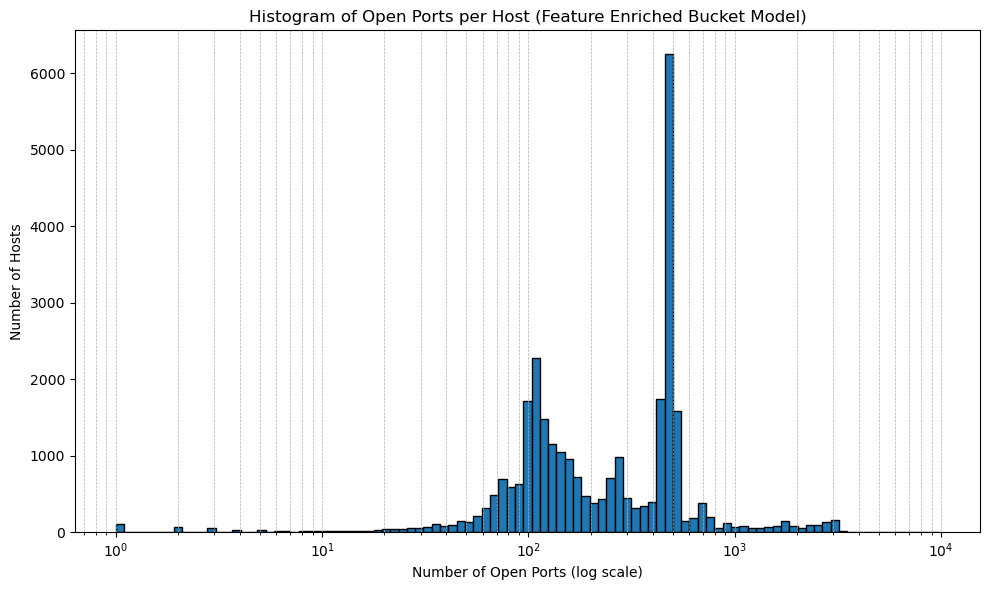 Histogram of Open Ports per Host (Feature Enriched Bucket Model)
6000
5000
4000
3000
2000
1000
0
Number of Hosts
10⁰ 10¹ 10² 10³ 10⁴
Number of Open Ports (log scale)